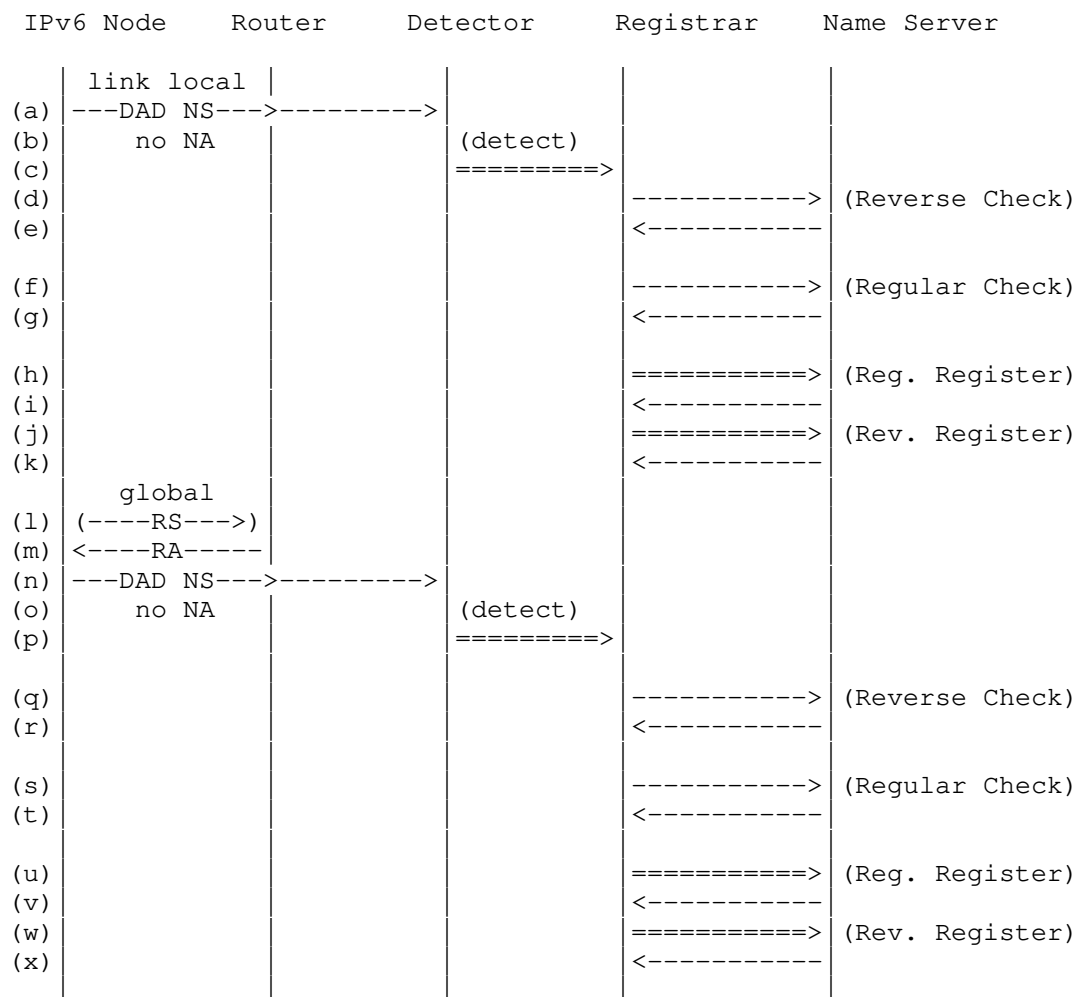 IPv6 Node    Router     Detector     Registrar     Name Server
     | link local |          |          |            |
(a) |---DAD NS--->--------->|          |            |
(b) |    no NA   |          |(detect)  |            |
(c) |            |          |=========>|            |
(d) |            |          |          |----------->|(Reverse Check)
(e) |            |          |          |<-----------|
(f) |            |          |          |----------->|(Regular Check)
(g) |            |          |          |<-----------|
(h) |            |          |          |===========>|(Reg. Register)
(i) |            |          |          |<-----------|
(j) |            |          |          |===========>|(Rev. Register)
(k) |            |          |          |<-----------|
     |   global   |          |          |            |
(l) |(----RS--->)|          |          |            |
(m) |<----RA-----|          |          |            |
(n) |---DAD NS--->--------->|          |            |
(o) |    no NA   |          |(detect)  |            |
(p) |            |          |=========>|            |
(q) |            |          |          |----------->|(Reverse Check)
(r) |            |          |          |<-----------|
(s) |            |          |          |----------->|(Regular Check)
(t) |            |          |          |<-----------|
(u) |            |          |          |===========>|(Reg. Register)
(v) |            |          |          |<-----------|
(w) |            |          |          |===========>|(Rev. Register)
(x) |            |          |          |<-----------|